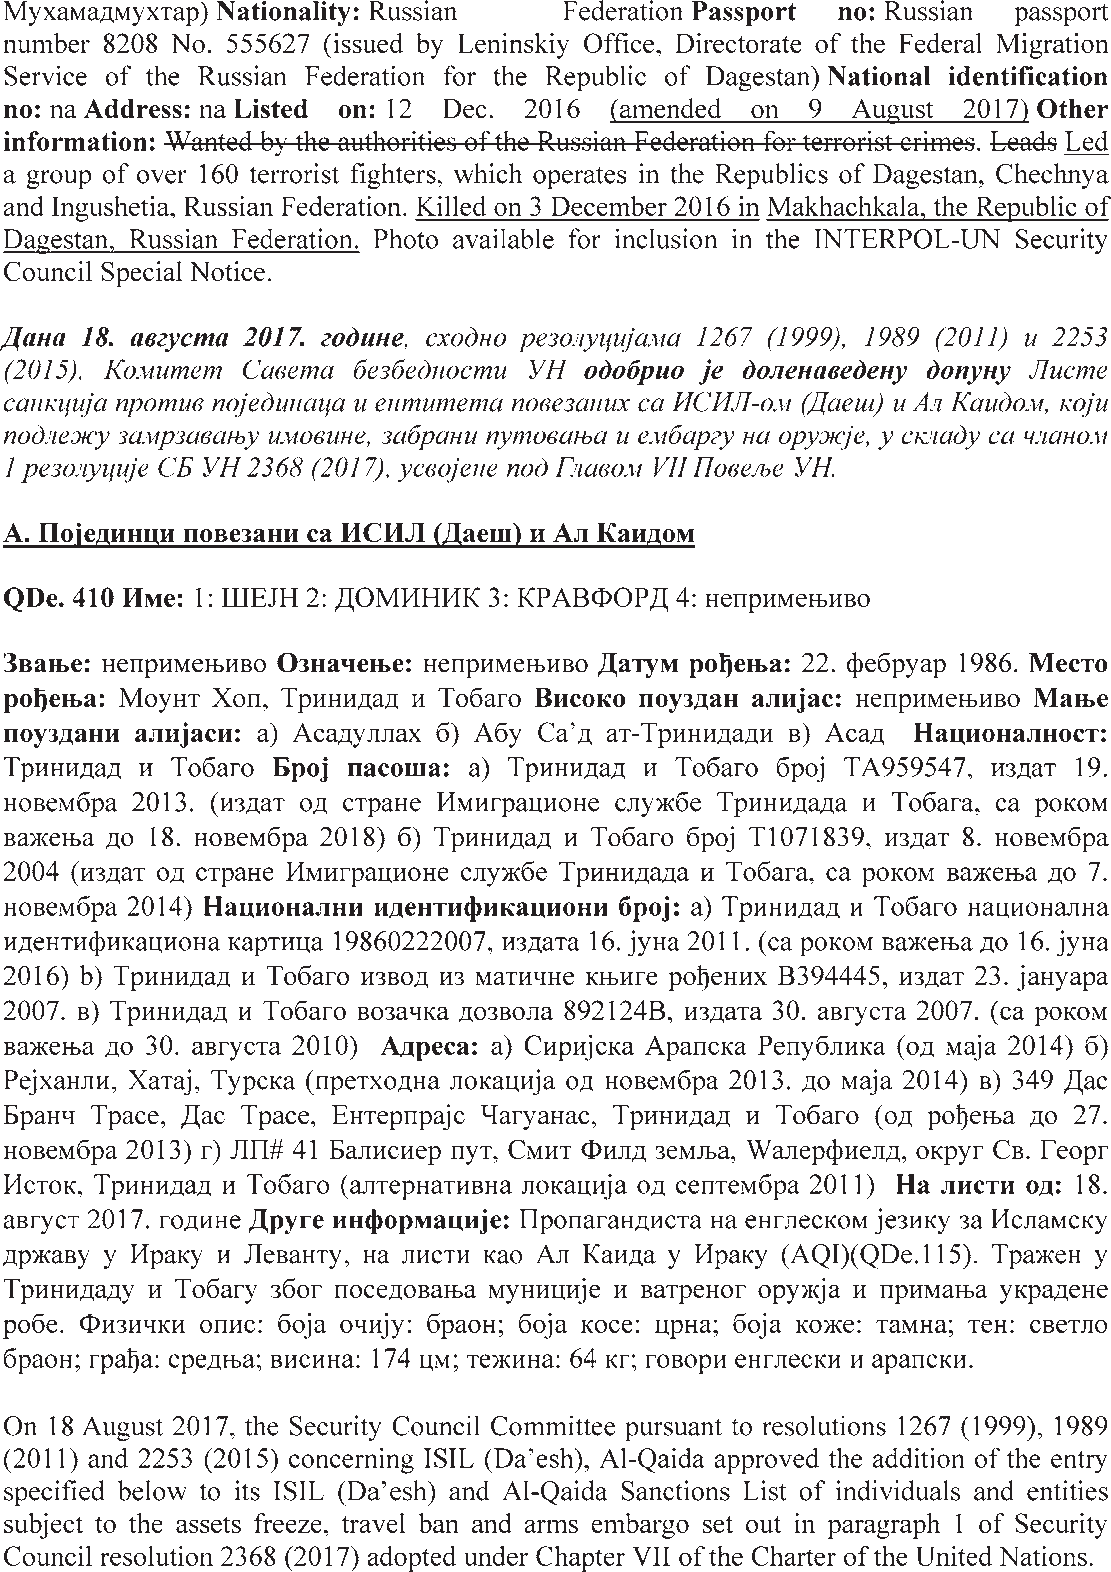 Мухамадмухтар) Nationality: Russian Federation Passport no: Russian passport
number 8208 No. 555627 (issued by Leninskiy Office, Directorate of the Federal Migration
Service of the Russian Federation for the Republic of Dagestan) National identification
no: na Address: na Listed on: 12 Dec. 2016 (amended on 9 August 2017) Other
information: Wanted by the authorities of the Russian Federation for terrorist crimes. Leads Led
a group of over 160 terrorist fighters, which operates in the Republics of Dagestan, Chechnya
and Ingushetia, Russian Federation. Killed on 3 December 2016 in Makhachkala, the Republic of
Dagestan, Russian Federation. Photo available for inclusion in the INTERPOL-UN Security
Council Special Notice.
Дана 18. августа 2017. године, сходно резолуцијама 1267 (1999), 1989 (2011) и 2253
(2015), Комитет Савета безбедности УН одобрио је доленаведену допуну Листе
санкција против појединаца и ентитета повезаних са ИСИЛ-ом (Даеш) и Ал Каидом, који
подлежу замрзавању имовине, забрани путовања и ембаргу на оружје, у складу са чланом
1 резолуције СБ УН 2368 (2017), усвојене под Главом VII Повеље УН.
А. Појединци повезани са ИСИЛ (Даеш) и Ал Каидом
QDe. 410 Име: 1: ШЕЈН 2: ДОМИНИК 3: КРАВФОРД 4: непримењиво
Звање: непримењиво Означење: непримењиво Датум рођења: 22. фебруар 1986. Место
рођења: Моунт Хоп, Тринидад и Тобаго Високо поуздан алијас: непримењиво Мање
поуздани алијаси: а) Асадуллах б) Абу Са’д ат-Тринидади в) Асад Националност:
Тринидад и Тобаго Број пасоша: а) Тринидад и Тобаго број ТА959547, издат 19.
новембра 2013. (издат од стране Имиграционе службе Тринидада и Тобага, са роком
важења до 18. новембра 2018) б) Тринидад и Тобаго број Т1071839, издат 8. новембра
2004 (издат од стране Имиграционе службе Тринидада и Тобага, са роком важења до 7.
новембра 2014) Национални идентификациони број: а) Тринидад и Тобаго национална
идентификациона картица 19860222007, издата 16. јуна 2011. (са роком важења до 16. јуна
2016) b) Тринидад и Тобаго извод из матичне књиге рођених В394445, издат 23. јануара
2007. в) Тринидад и Тобаго возачка дозвола 892124В, издата 30. августа 2007. (са роком
важења до 30. августа 2010) Адреса: а) Сиријска Арапска Република (од маја 2014) б)
Рејханли, Хатај, Турска (претходна локација од новембра 2013. до маја 2014) в) 349 Дас
Бранч Трасе, Дас Трасе, Ентерпрајс Чагуанас, Тринидад и Тобаго (од рођења до 27.
новембра 2013) г) ЛП# 41 Балисиер пут, Смит Филд земља, Wалерфиелд, округ Св. Георг
Исток, Тринидад и Тобаго (алтернативна локација од септембра 2011) На листи од: 18.
август 2017. године Друге информације: Пропагандиста на енглеском језику за Исламску
државу у Ираку и Леванту, на листи као Ал Каида у Ираку (AQI)(QDe.115). Тражен у
Тринидаду и Тобагу због поседовања муниције и ватреног оружја и примања украдене
робе. Физички опис: боја очију: браон; боја косе: црна; боја коже: тамна; тен: светло
браон; грађа: средња; висина: 174 цм; тежина: 64 кг; говори енглески и арапски.
On 18 August 2017, the Security Council Committee pursuant to resolutions 1267 (1999), 1989
(2011) and 2253 (2015) concerning ISIL (Da’esh), Al-Qaida approved the addition of the entry
specified below to its ISIL (Da’esh) and Al-Qaida Sanctions List of individuals and entities
subject to the assets freeze, travel ban and arms embargo set out in paragraph 1 of Security
Council resolution 2368 (2017) adopted under Chapter VII of the Charter of the United Nations.